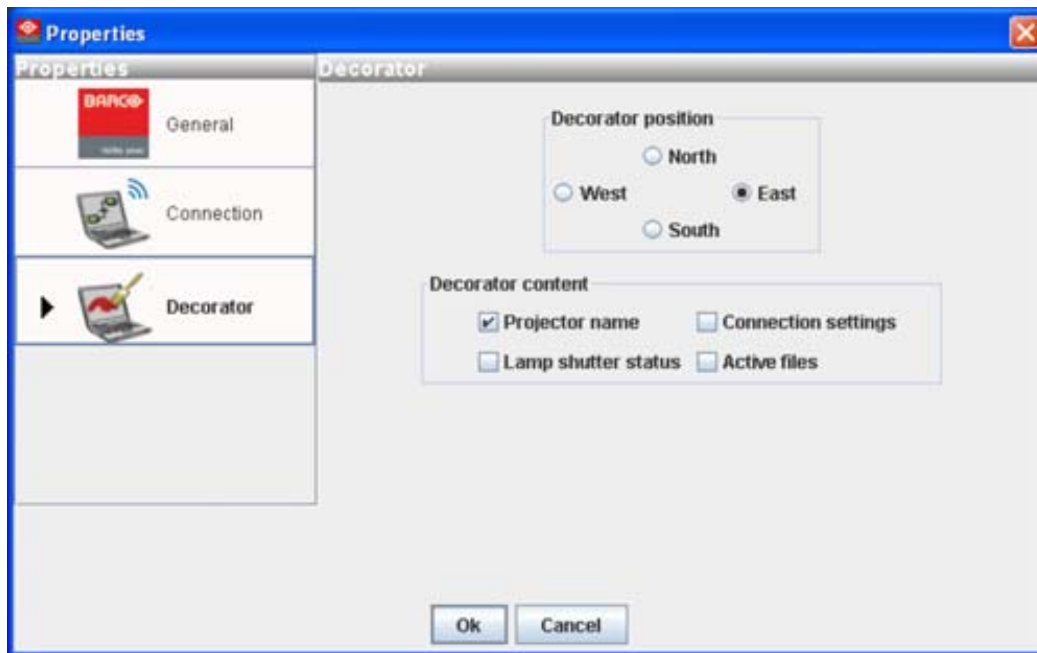 Properties
Properties
Decorator
BARCO
General
Connection
Decorator
Decorator position
North
West
East
South
Decorator content
Projector name
Connection settings
Lamp shutter status
Active files
Ok
Cancel